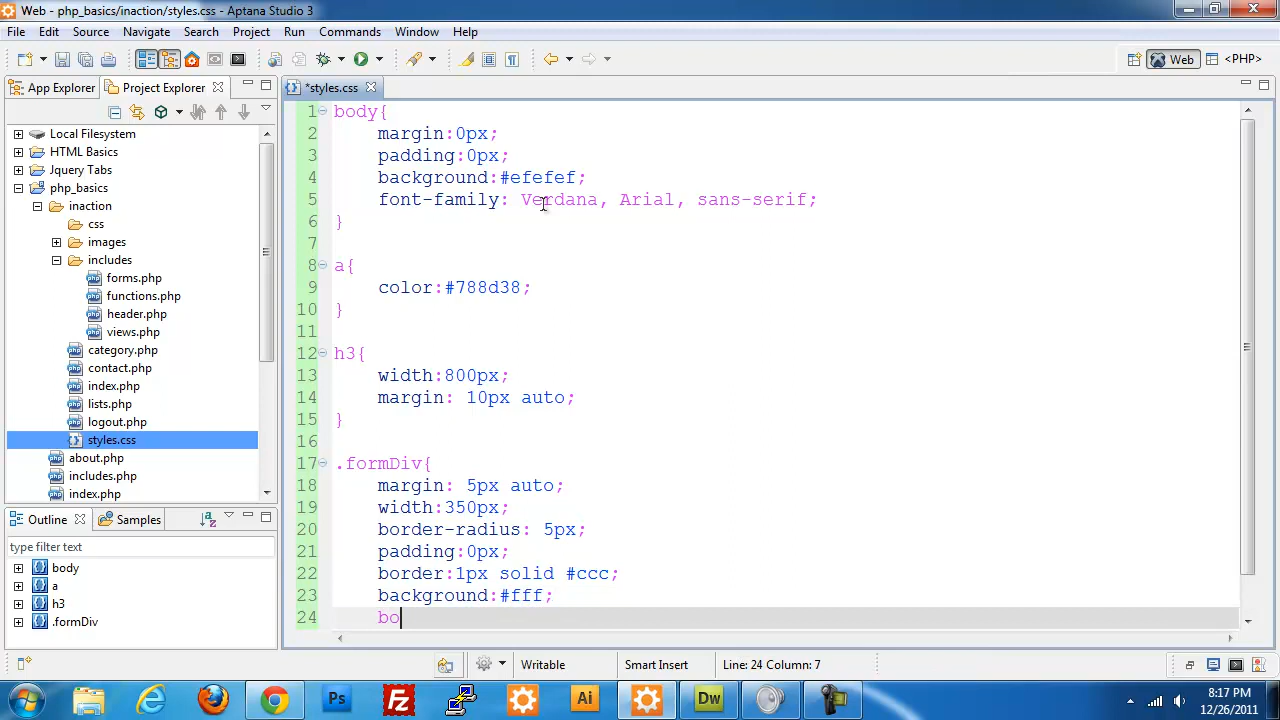 Web - php_basics/inaction/styles.css - Aptana Studio 3
File Edit Source Navigate Search Project Run Commands Window Help
Web <PHP>
App Explorer Project Explorer
*styles.css
Local Filesystem
HTML Basics
Jquery Tabs
php_basics
inaction
css
images
includes
forms.php
functions.php
header.php
views.php
category.php
contact.php
index.php
lists.php
logout.php
styles.css
about.php
includes.php
index.php
1 body{
2 margin:0px;
3 padding:0px;
4 background:#efefef;
5 font-family: Verdana, Arial, sans-serif;
6 }
7
8 a{
9 color:#788d38;
10 }
11
12 h3{
13 width:800px;
14 margin: 10px auto;
15 }
16
17 .formDiv{
18 margin: 5px auto;
19 width:350px;
20 border-radius: 5px;
21 padding:0px;
22 border:1px solid #ccc;
23 background:#fff;
24 bo
Outline Samples
type filter text
body
a
h3
.formDiv
Writable Smart Insert Line: 24 Column: 7
Ps Fz Ai Dw
8:17 PM
12/26/2011